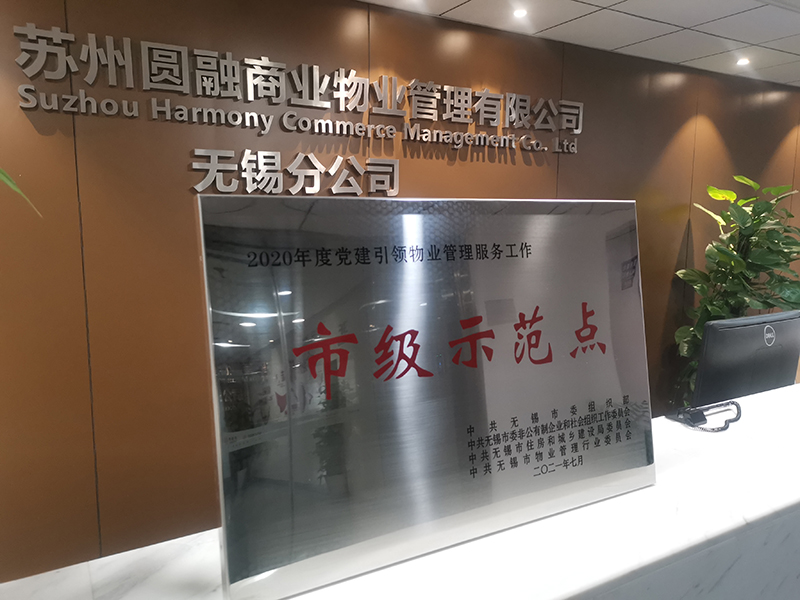 苏州圆融商业物业管理有限公司
Suzhou Harmony Commerce Management Co., Ltd
无锡分公司
2020年度党建引领物业管理服务工作
市级示范点
中共无锡市委组织部
中共无锡市委非公有制企业和社会组织工作委员会
中共无锡市住房和城乡建设局委员会
中共无锡市物业管理行业委员会
二〇二一年七月
DELL